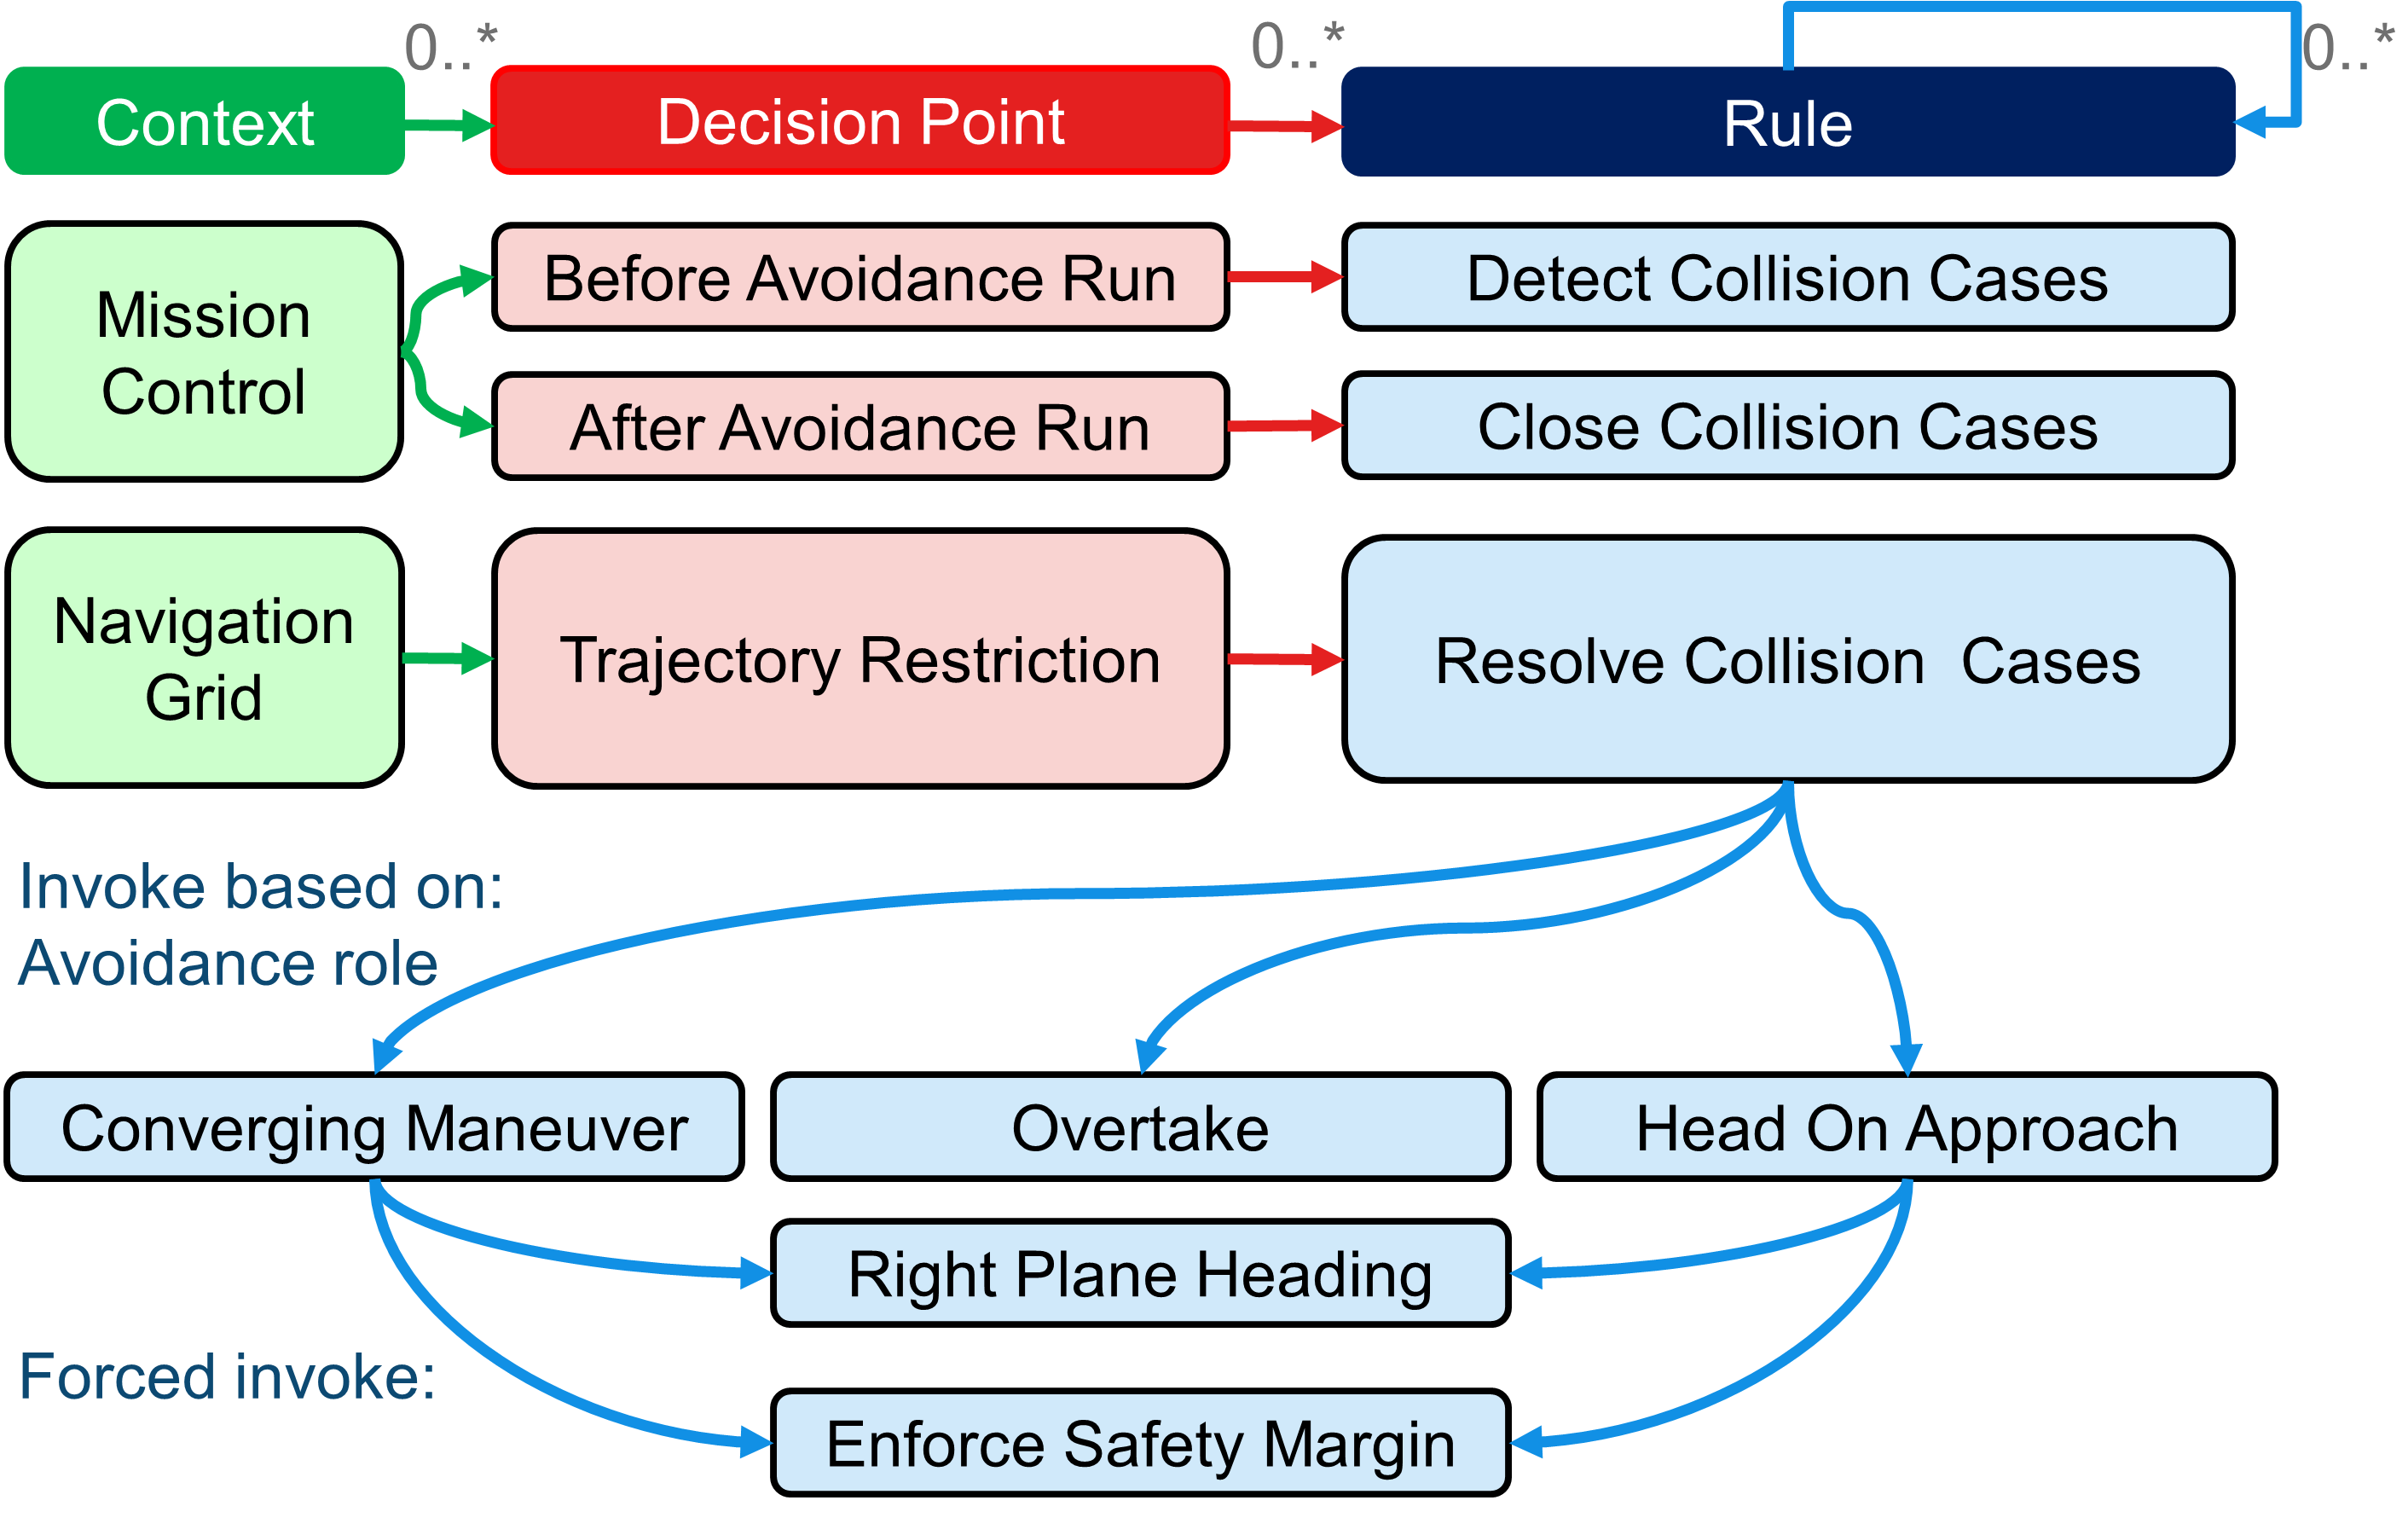 0..*
0..*
0..*
Context
Decision Point
Rule
Mission
Control
Before Avoidance Run
Detect Collision Cases
After Avoidance Run
Close Collision Cases
Navigation
Grid
Trajectory Restriction
Resolve Collision Cases
Invoke based on:
Avoidance role
Converging Maneuver
Overtake
Head On Approach
Right Plane Heading
Forced invoke:
Enforce Safety Margin